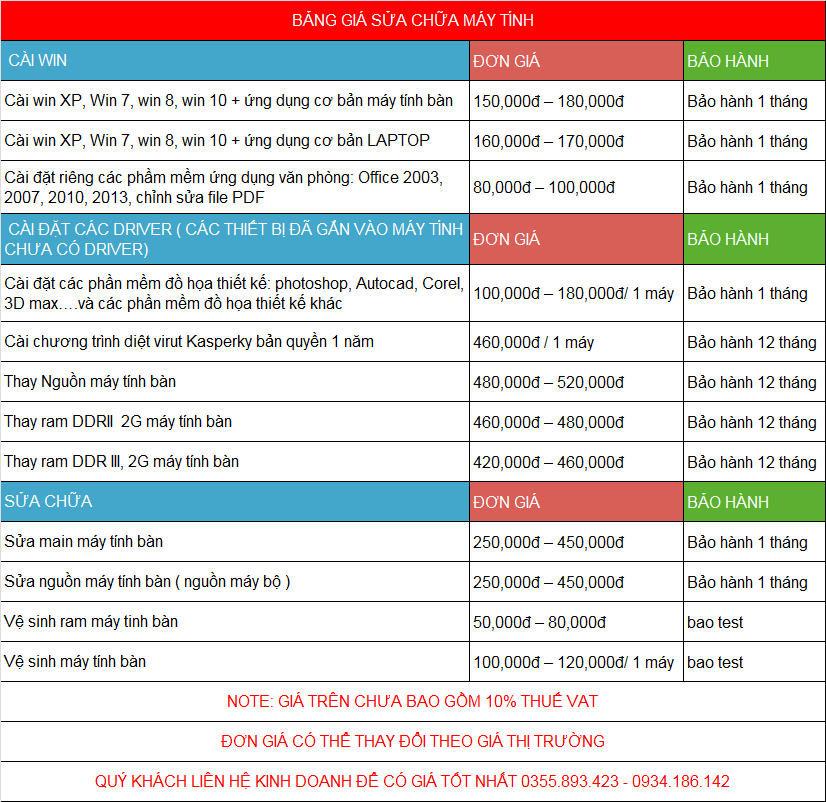 BẢNG GIÁ SỬA CHỮA MÁY TÍNH
CÀI WIN ĐƠN GIÁ BẢO HÀNH
Cài win XP, Win 7, win 8, win 10 + ứng dụng cơ bản máy tính bàn 150,000đ – 180,000đ Bảo hành 1 tháng
Cài win XP, Win 7, win 8, win 10 + ứng dụng cơ bản LAPTOP 160,000đ – 170,000đ Bảo hành 1 tháng
Cài đặt riêng các phầm mềm ứng dụng văn phòng: Office 2003,
2007, 2010, 2013, chỉnh sửa file PDF 80,000đ – 100,000đ Bảo hành 1 tháng
CÀI ĐẶT CÁC DRIVER ( CÁC THIẾT BỊ ĐÃ GẮN VÀO MÁY TÍNH
CHƯA CÓ DRIVER) ĐƠN GIÁ BẢO HÀNH
Cài đặt các phần mềm đồ họa thiết kế: photoshop, Autocad, Corel,
3D max….và các phần mềm đồ họa thiết kế khác 100,000đ – 180,000đ/ 1 máy Bảo hành 1 tháng
Cài chương trình diệt virut Kasperky bản quyền 1 năm 460,000đ / 1 máy Bảo hành 12 tháng
Thay Nguồn máy tính bàn 480,000đ – 520,000đ Bảo hành 12 tháng
Thay ram DDRII 2G máy tính bàn 460,000đ – 480,000đ Bảo hành 12 tháng
Thay ram DDR III, 2G máy tính bàn 420,000đ – 460,000đ Bảo hành 12 tháng
SỬA CHỮA ĐƠN GIÁ BẢO HÀNH
Sửa main máy tính bàn 250,000đ – 450,000đ Bảo hành 1 tháng
Sửa nguồn máy tính bàn ( nguồn máy bộ ) 250,000đ – 450,000đ Bảo hành 1 tháng
Vệ sinh ram máy tinh bàn 50,000đ – 80,000đ bao test
Vệ sinh máy tính bàn 100,000đ – 120,000đ/ 1 máy bao test
NOTE: GIÁ TRÊN CHƯA BAO GỒM 10% THUẾ VAT
ĐƠN GIÁ CÓ THỂ THAY ĐỔI THEO GIÁ THỊ TRƯỜNG
QUÝ KHÁCH LIÊN HỆ KINH DOANH ĐỂ CÓ GIÁ TỐT NHẤT 0355.893.423 - 0934.186.142